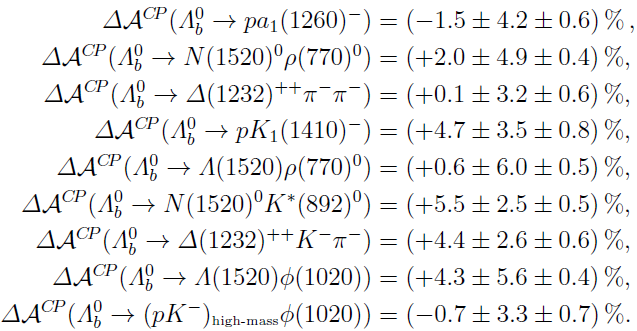 Δ𝒜^CP(Λ_b^0 → pa_1(1260)^−) = (−1.5 ± 4.2 ± 0.6) %,
Δ𝒜^CP(Λ_b^0 → N(1520)^0ρ(770)^0) = (+2.0 ± 4.9 ± 0.4) %,
Δ𝒜^CP(Λ_b^0 → Δ(1232)^++π^−π^−) = (+0.1 ± 3.2 ± 0.6) %,
Δ𝒜^CP(Λ_b^0 → pK_1(1410)^−) = (+4.7 ± 3.5 ± 0.8) %,
Δ𝒜^CP(Λ_b^0 → Λ(1520)ρ(770)^0) = (+0.6 ± 6.0 ± 0.5) %,
Δ𝒜^CP(Λ_b^0 → N(1520)^0K^*(892)^0) = (+5.5 ± 2.5 ± 0.5) %,
Δ𝒜^CP(Λ_b^0 → Δ(1232)^++K^−π^−) = (+4.4 ± 2.6 ± 0.6) %,
Δ𝒜^CP(Λ_b^0 → Λ(1520)ϕ(1020)) = (+4.3 ± 5.6 ± 0.4) %,
Δ𝒜^CP(Λ_b^0 → (pK^−)_high-mass ϕ(1020)) = (−0.7 ± 3.3 ± 0.7) %.